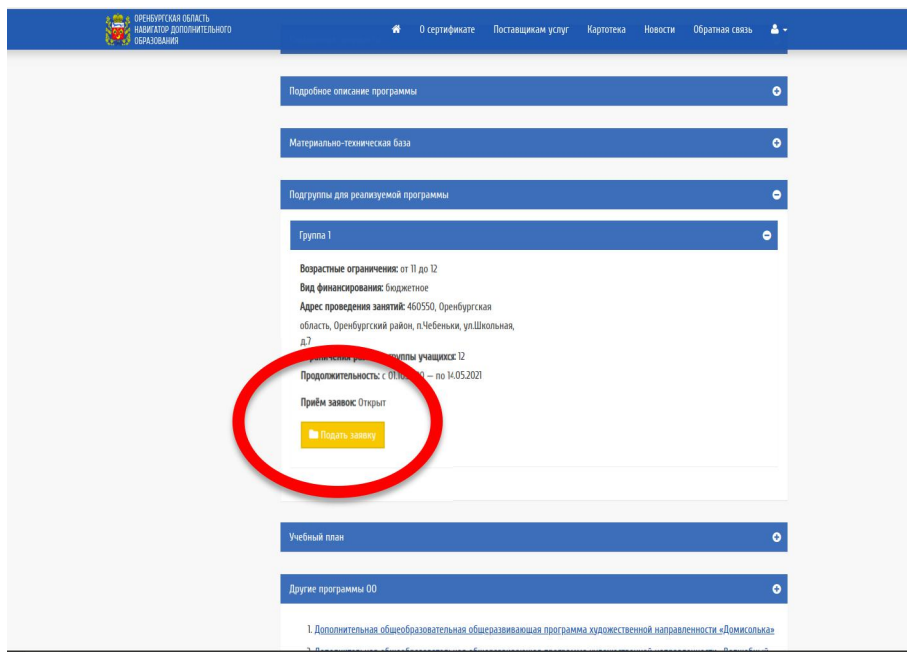 ОРЕНБУРГСКАЯ ОБЛАСТЬ
НАВИГАТОР ДОПОЛНИТЕЛЬНОГО
ОБРАЗОВАНИЯ
О сертификате Поставщикам услуг Картотека Новости Обратная связь
Подробное описание программы
Материально-техническая база
Подгруппы для реализуемой программы
Группа 1
Возрастные ограничения: от 11 до 12
Вид финансирования: бюджетное
Адрес проведения занятий: 460550, Оренбургская
область, Оренбургский район, п.Чебеньки, ул.Школьная,
д.7
учащихся: 12
Продолжительность: с — по 14.05.2021
Приём заявок: Открыт
Подать заявку
Учебный план
Другие программы ОО
1. Дополнительная общеобразовательная общеразвивающая программа художественной направленности «Домисолька»